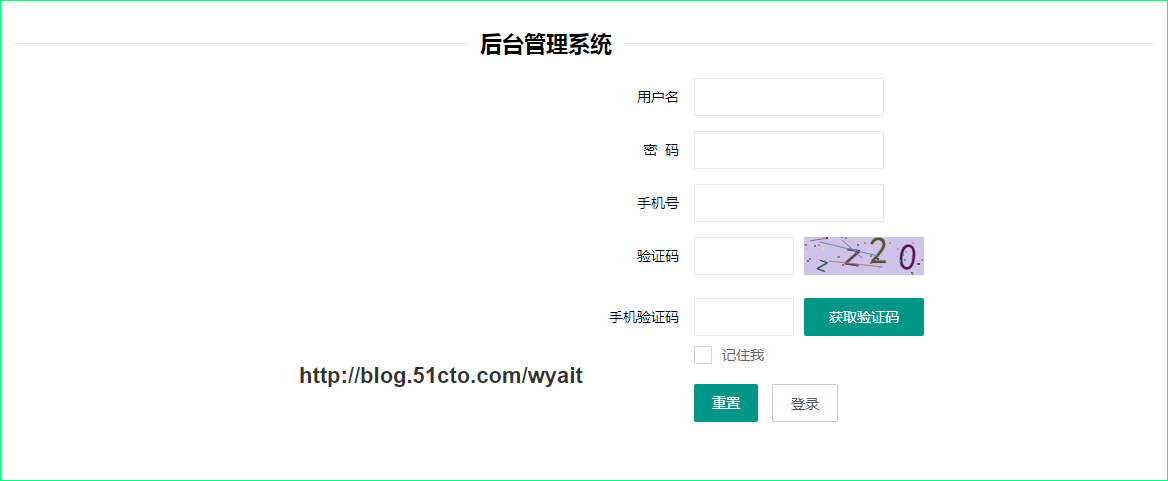 后台管理系统
用户名
密 码
手机号
验证码 zz20
手机验证码 获取验证码
记住我
http://blog.51cto.com/wyait
重置 登录